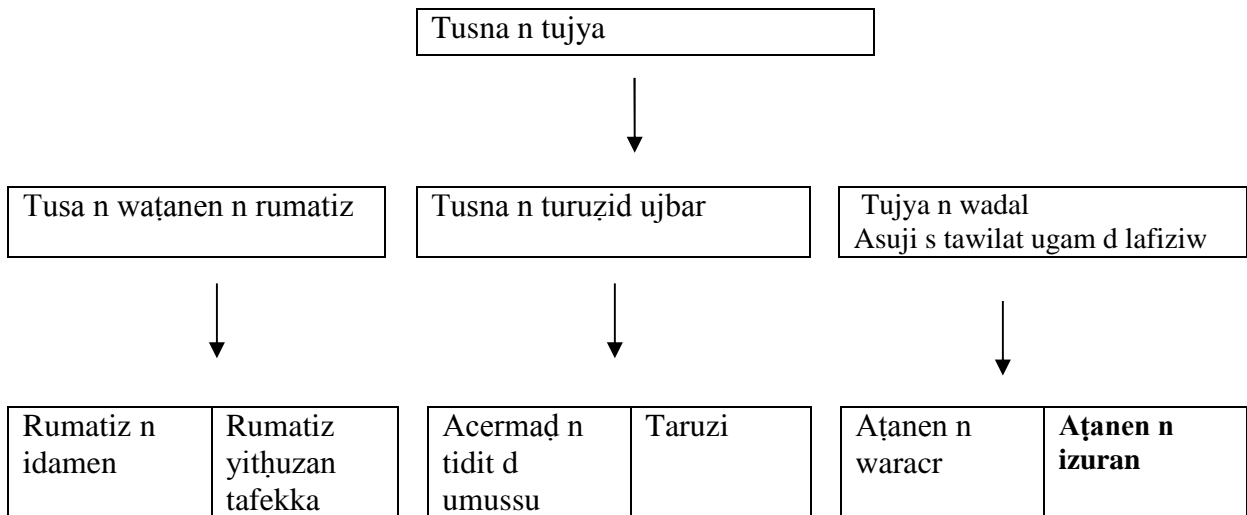 Tusna n tujya
Tusa n waṭanen n rumatiz
Tusna n turuẓid ujbar
Tujya n wadal
Asuji s tawilat ugam d lafiziw
Rumatiz n
idamen
Rumatiz
yitḥuzan
tafekka
Acermaḍ n
tidit d
umussu
Taruzi
Aṭanen n
waracr
Aṭanen n
izuran